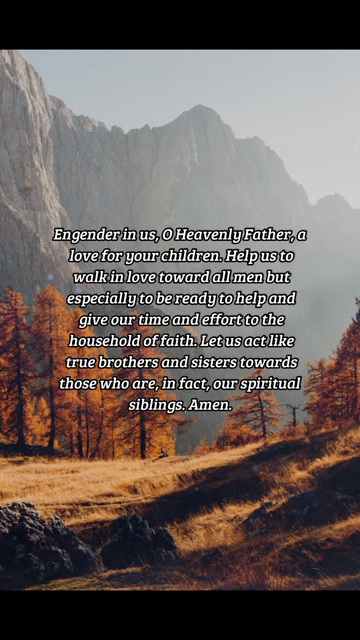 Engender in us, O Heavenly Father, a
love for your children. Help us to
walk in love toward all men but
especially to be ready to help and
give our time and effort to the
household of faith. Let us act like
true brothers and sisters towards
those who are, in fact, our spiritual
siblings. Amen.